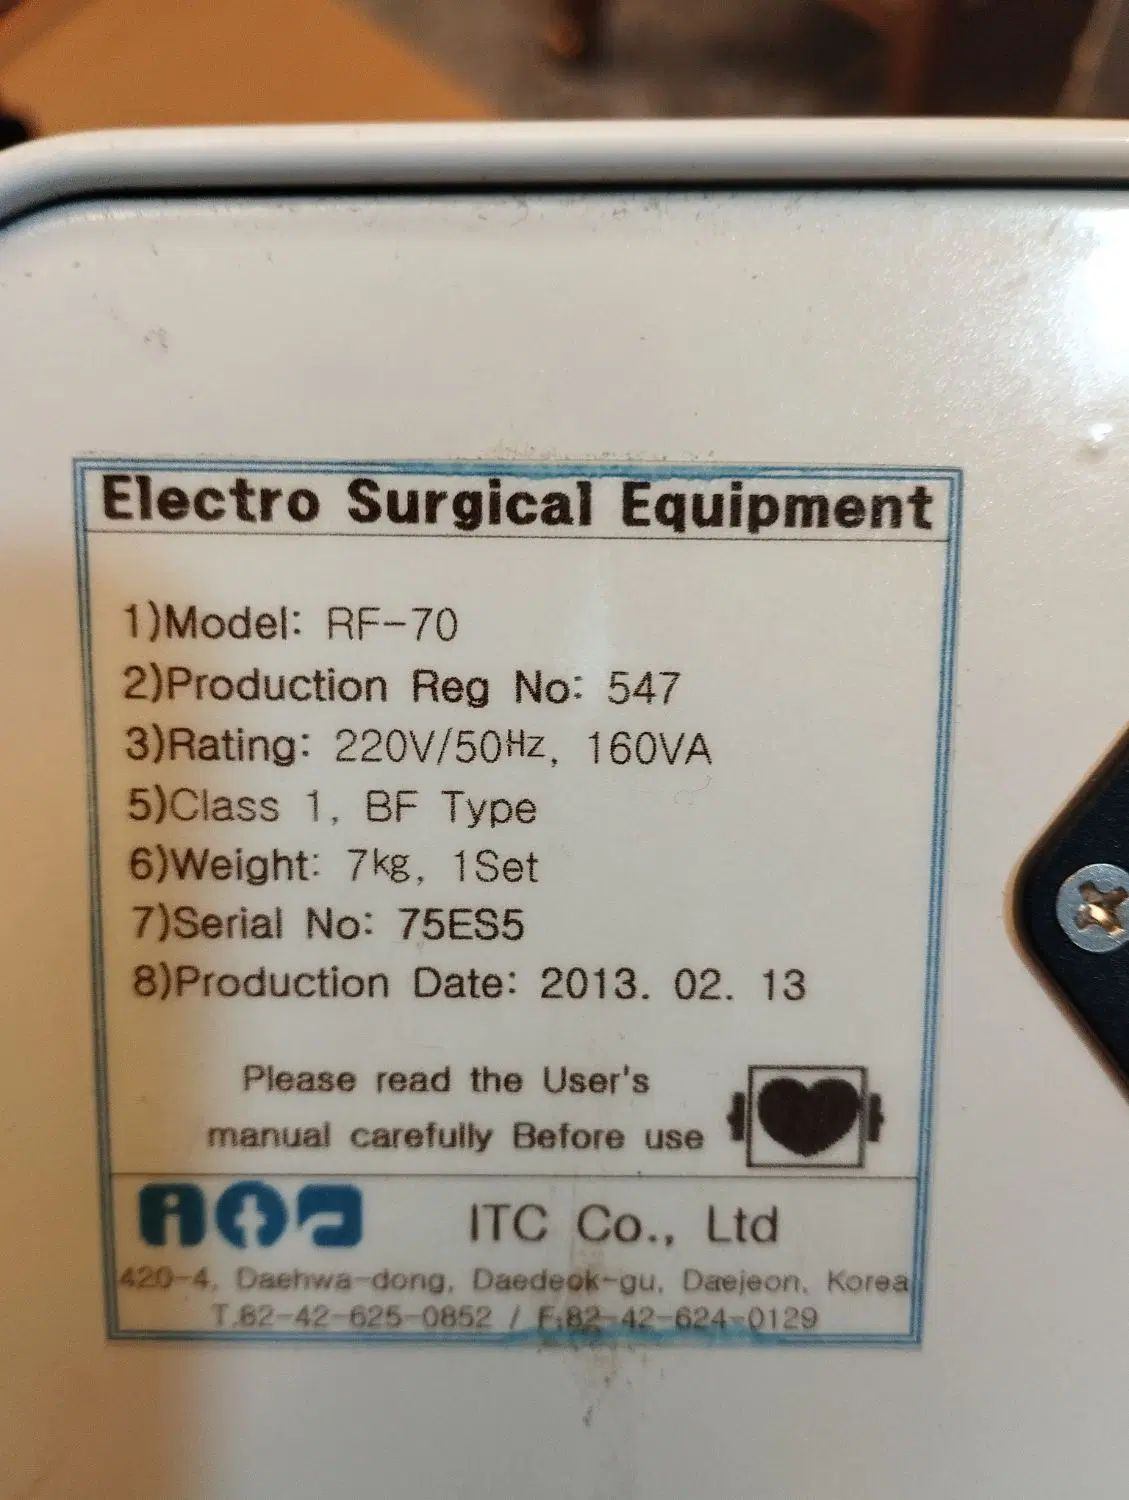 Electro Surgical Equipment
1)Model: RF-70
2)Production Reg No: 547
3)Rating: 220V/50Hz, 160VA
5)Class 1, BF Type
6)Weight: 7kg, 1Set
7)Serial No: 75ES5
8)Production Date: 2013. 02. 13
Please read the User's
manual carefully Before use
ITC Co., Ltd
420-4, Daehwa-dong, Daedeok-gu, Daejeon, Korea
T.82-42-625-0852 / F.82-42-624-0129